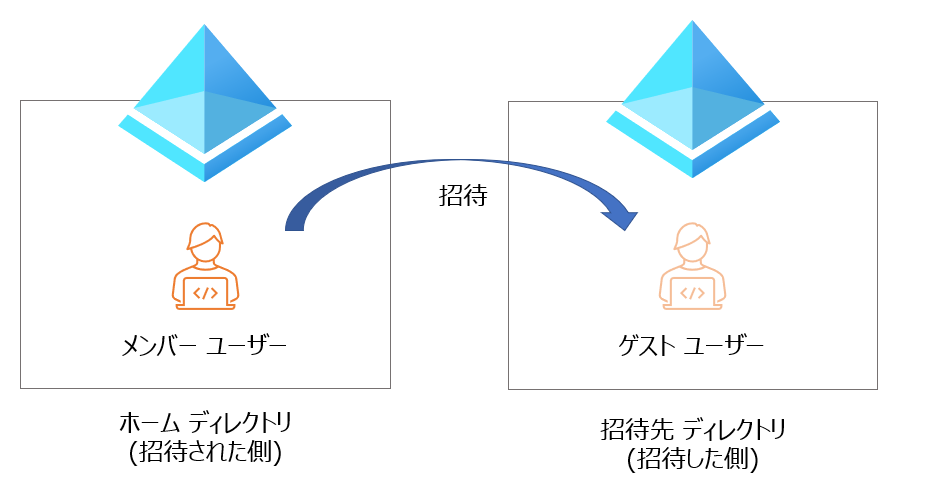 招待
メンバー ユーザー
ゲスト ユーザー
ホーム ディレクトリ
(招待された側)
招待先 ディレクトリ
(招待した側)